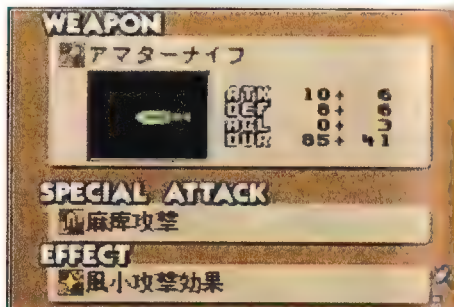 WEAPON
アマターナイフ
ATK 10+ 6
DEF 8+ 6
AGL 0+ 3
DUR 85+ 41
SPECIAL ATTACK
麻痺攻撃
EFFECT
風小攻撃効果